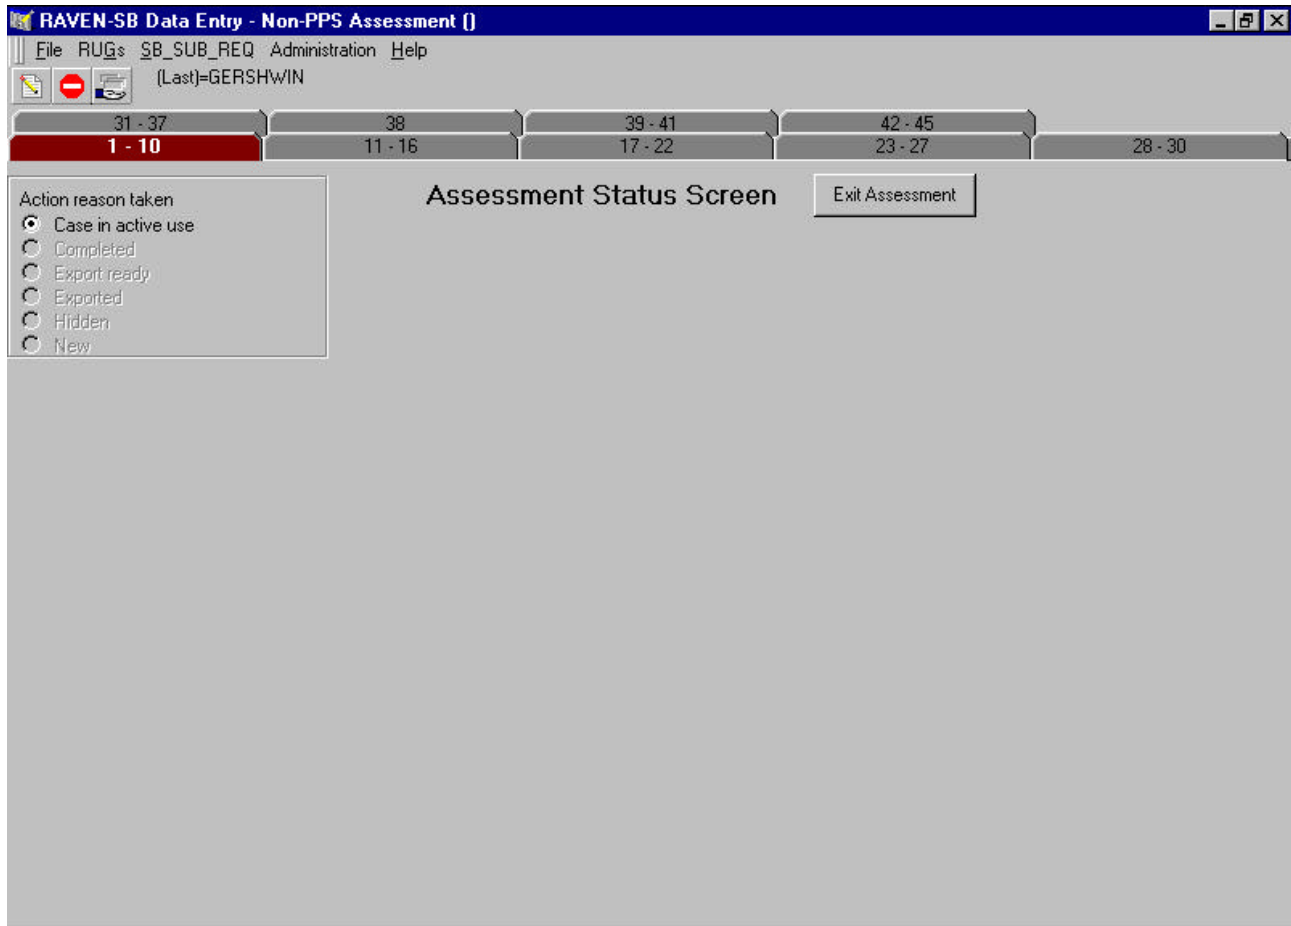 RAVEN-SB Data Entry - Non-PPS Assessment ()
File RUGs SB_SUB_REQ Administration Help
(Last)=GERSHWIN
31 - 37 38 39 - 41 42 - 45
1 - 10 11 - 16 17 - 22 23 - 27 28 - 30
Assessment Status Screen Exit Assessment
Action reason taken
Case in active use
Completed
Export ready
Exported
Hidden
New